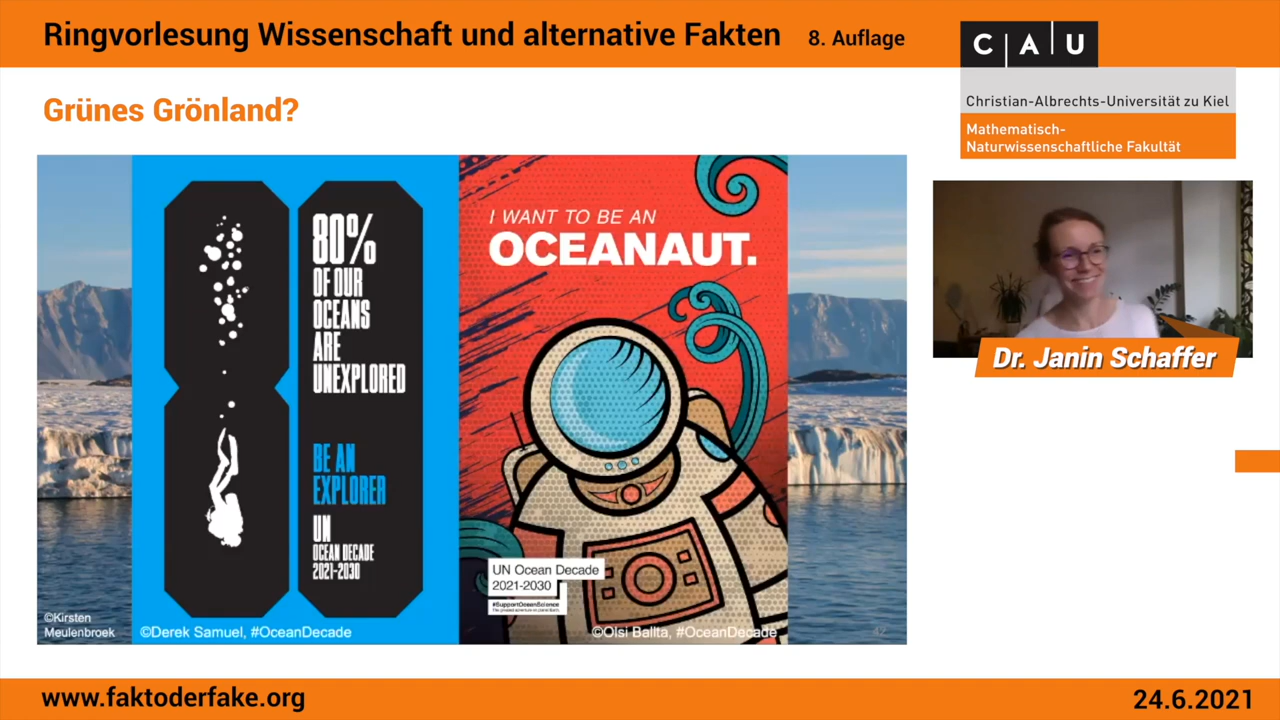 Ringvorlesung Wissenschaft und alternative Fakten 8. Auflage
CAU
Christian-Albrechts-Universität zu Kiel
Mathematisch-
Naturwissenschaftliche Fakultät
Grünes Grönland?
80%
OF OUR
OCEANS
ARE
UNEXPLORED
BE AN
EXPLORER
UN
OCEAN DECADE
2021-2030
I WANT TO BE AN
OCEANAUT.
UN Ocean Decade
2021-2030
#SupportOceanScience
©Kirsten
Meulenbroek
©Derek Samuel, #OceanDecade
©Olsi Balita, #OceanDecade
42
Dr. Janin Schaffer
www.faktoderfake.org
24.6.2021